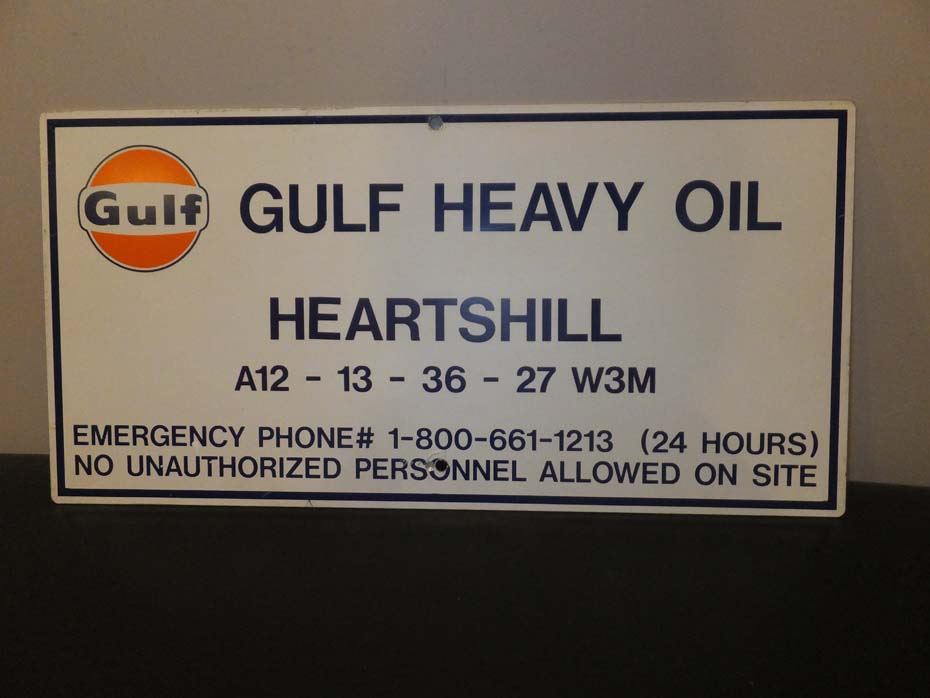 Gulf GULF HEAVY OIL
HEARTSHILL
A12 - 13 - 36 - 27 W3M
EMERGENCY PHONE# 1-800-661-1213 (24 HOURS)
NO UNAUTHORIZED PERSONNEL ALLOWED ON SITE